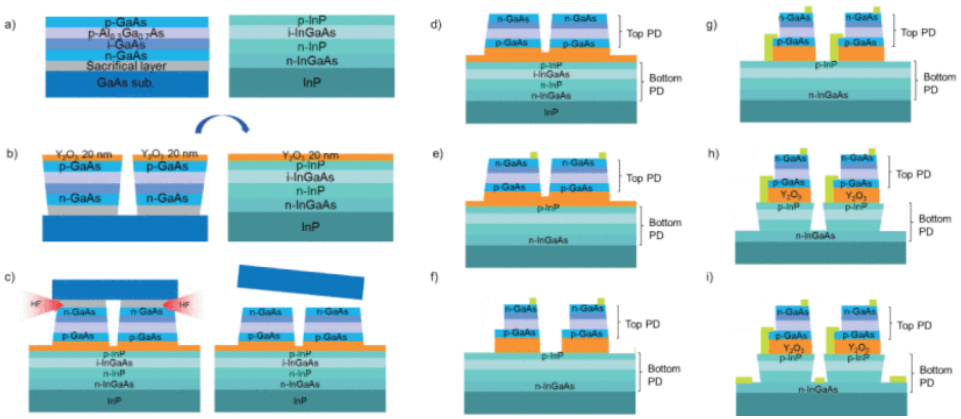 a)
p-GaAs
p-Al₀.₃Ga₀.₇As
i-GaAs
n-GaAs
Sacrifical layer
GaAs sub.
p-InP
i-InGaAs
n-InP
n-InGaAs
InP
b)
Y₂O₃ 20 nm
p-GaAs
n-GaAs
Y₂O₃ 20 nm
p-GaAs
n-GaAs
Y₂O₃ 20 nm
p-InP
i-InGaAs
n-InP
n-InGaAs
InP
c)
HF
HF
n-GaAs
n-GaAs
p-GaAs
p-GaAs
p-InP
i-InGaAs
n-InP
n-InGaAs
InP
n-GaAs
n-GaAs
p-GaAs
p-GaAs
p-InP
i-InGaAs
n-InP
n-InGaAs
InP
d)
n-GaAs
n-GaAs
p-GaAs
p-GaAs
Top PD
p-InP
i-InGaAs
n-InP
n-InGaAs
InP
Bottom
PD
e)
n-GaAs
n-GaAs
p-GaAs
p-GaAs
Top PD
p-InP
n-InGaAs
Bottom
PD
f)
n-GaAs
n-GaAs
p-GaAs
p-GaAs
Top PD
p-InP
n-InGaAs
Bottom
PD
g)
n-GaAs
n-GaAs
p-GaAs
p-GaAs
Top PD
p-InP
n-InGaAs
Bottom
PD
h)
n-GaAs
n-GaAs
p-GaAs
p-GaAs
Top PD
Y₂O₃
Y₂O₃
p-InP
p-InP
n-InGaAs
Bottom
PD
i)
n-GaAs
n-GaAs
p-GaAs
p-GaAs
Top PD
Y₂O₃
Y₂O₃
p-InP
p-InP
n-InGaAs
Bottom
PD